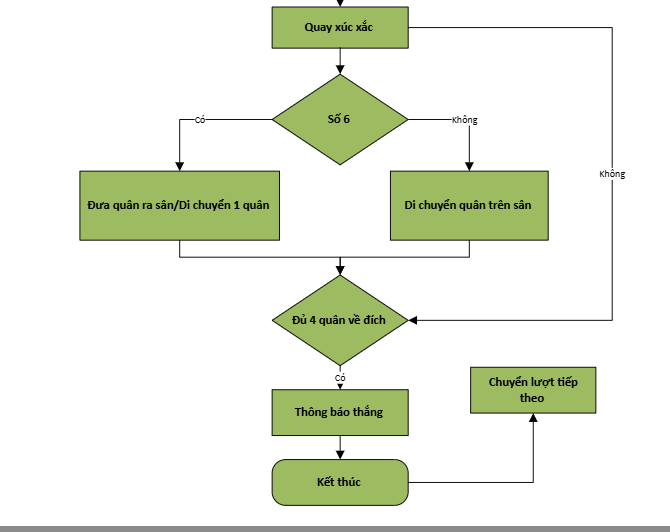 Quay xúc xắc
Số 6
Có
Không
Không
Đưa quân ra sân/Di chuyển 1 quân
Di chuyển quân trên sân
Đủ 4 quân về đích
Có
Chuyển lượt tiếp
theo
Thông báo thắng
Kết thúc